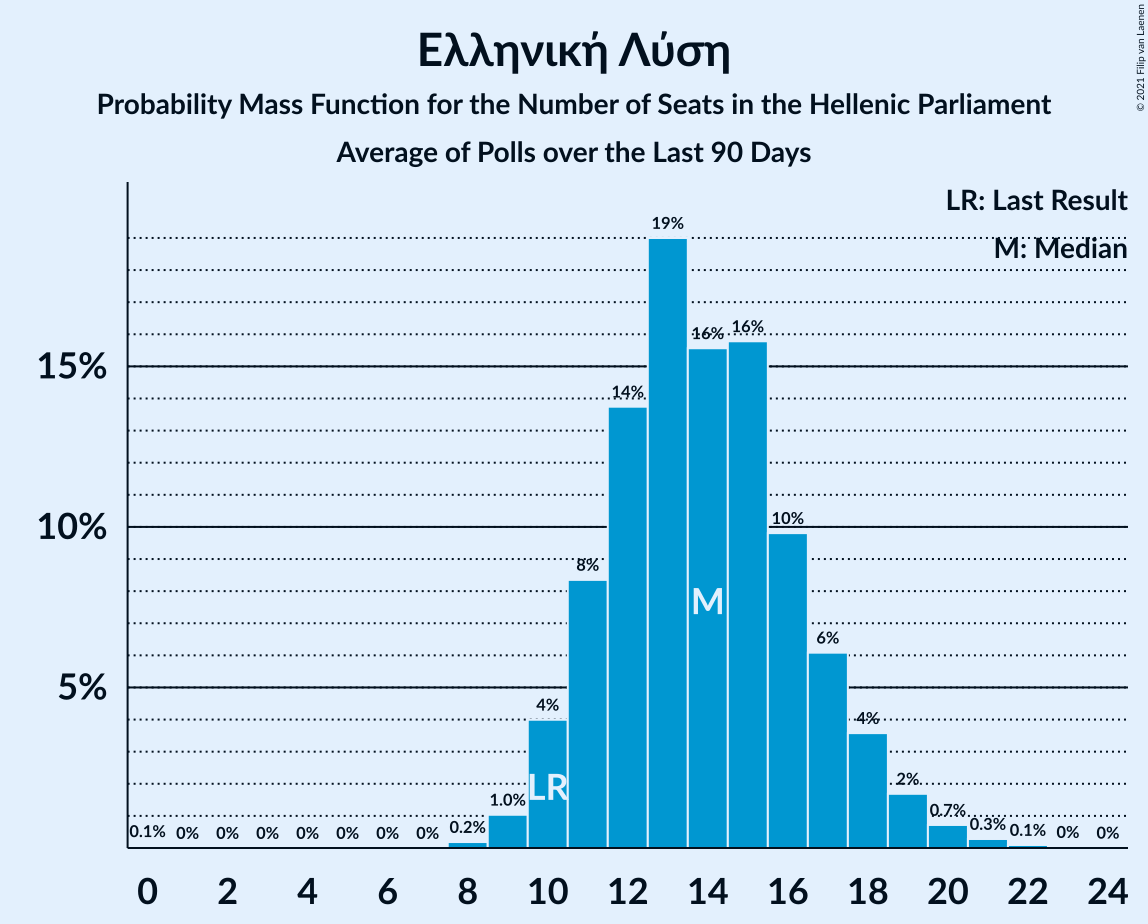 Ελληνική Λύση
Probability Mass Function for the Number of Seats in the Hellenic Parliament
Average of Polls over the Last 90 Days
© 2021 Filip van Laenen
LR: Last Result
M: Median
15%
10%
5%
0.1% 0% 0% 0% 0% 0% 0% 0% 0.2% 1.0% 4% 8% 14% 19% 16% 16% 10% 6% 4% 2% 0.7% 0.3% 0.1% 0% 0%
LR
M
0 2 4 6 8 10 12 14 16 18 20 22 24